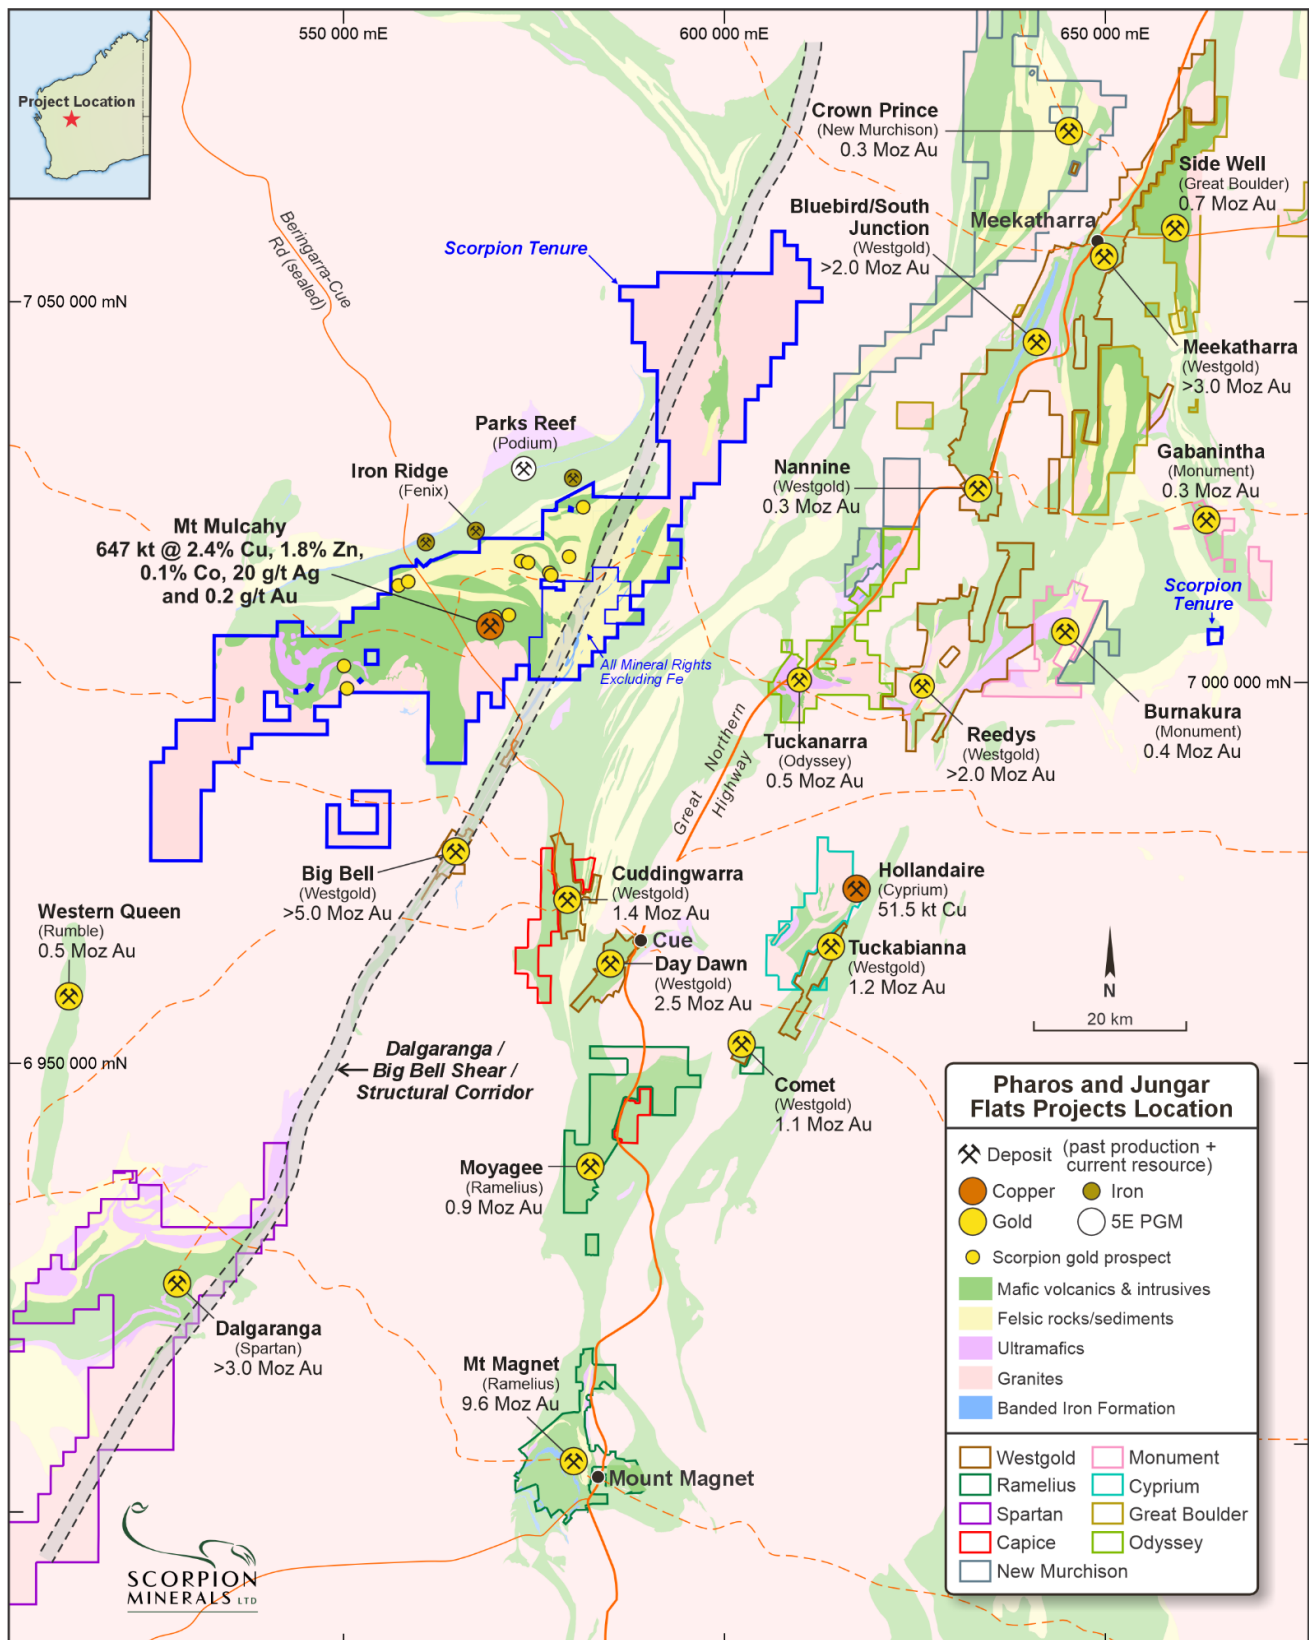 550 000 mE
600 000 mE
650 000 mE
Project Location
Crown Prince
(New Murchison)
0.3 Moz Au
Side Well
(Great Boulder)
0.7 Moz Au
Bluebird/South
Junction
(Westgold)
>2.0 Moz Au
Meekatharra
Beringarra-Cue
Rd (sealed)
Scorpion Tenure
7 050 000 mN
Meekatharra
(Westgold)
>3.0 Moz Au
Parks Reef
(Podium)
Iron Ridge
(Fenix)
Nannine
(Westgold)
0.3 Moz Au
Gabanintha
(Monument)
0.3 Moz Au
Mt Mulcahy
647 kt @ 2.4% Cu, 1.8% Zn,
0.1% Co, 20 g/t Ag
and 0.2 g/t Au
Scorpion
Tenure
All Mineral Rights
Excluding Fe
7 000 000 mN
Burnakura
(Monument)
0.4 Moz Au
Reedys
(Westgold)
>2.0 Moz Au
Tuckanarra
(Odyssey)
0.5 Moz Au
Great Northern
Highway
Big Bell
(Westgold)
>5.0 Moz Au
Cuddingwarra
(Westgold)
1.4 Moz Au
Hollandaire
(Cyprium)
51.5 kt Cu
Western Queen
(Rumble)
0.5 Moz Au
Cue
Day Dawn
(Westgold)
2.5 Moz Au
Tuckabianna
(Westgold)
1.2 Moz Au
N
20 km
6 950 000 mN
Dalgaranga /
Big Bell Shear /
Structural Corridor
Comet
(Westgold)
1.1 Moz Au
Moyagee
(Ramelius)
0.9 Moz Au
Dalgaranga
(Spartan)
>3.0 Moz Au
Mt Magnet
(Ramelius)
9.6 Moz Au
Mount Magnet
SCORPION
MINERALS LTD
Pharos and Jungar
Flats Projects Location
Deposit (past production +
current resource)
Copper
Iron
Gold
5E PGM
Scorpion gold prospect
Mafic volcanics & intrusives
Felsic rocks/sediments
Ultramafics
Granites
Banded Iron Formation
Westgold
Monument
Ramelius
Cyprium
Spartan
Great Boulder
Capice
Odyssey
New Murchison